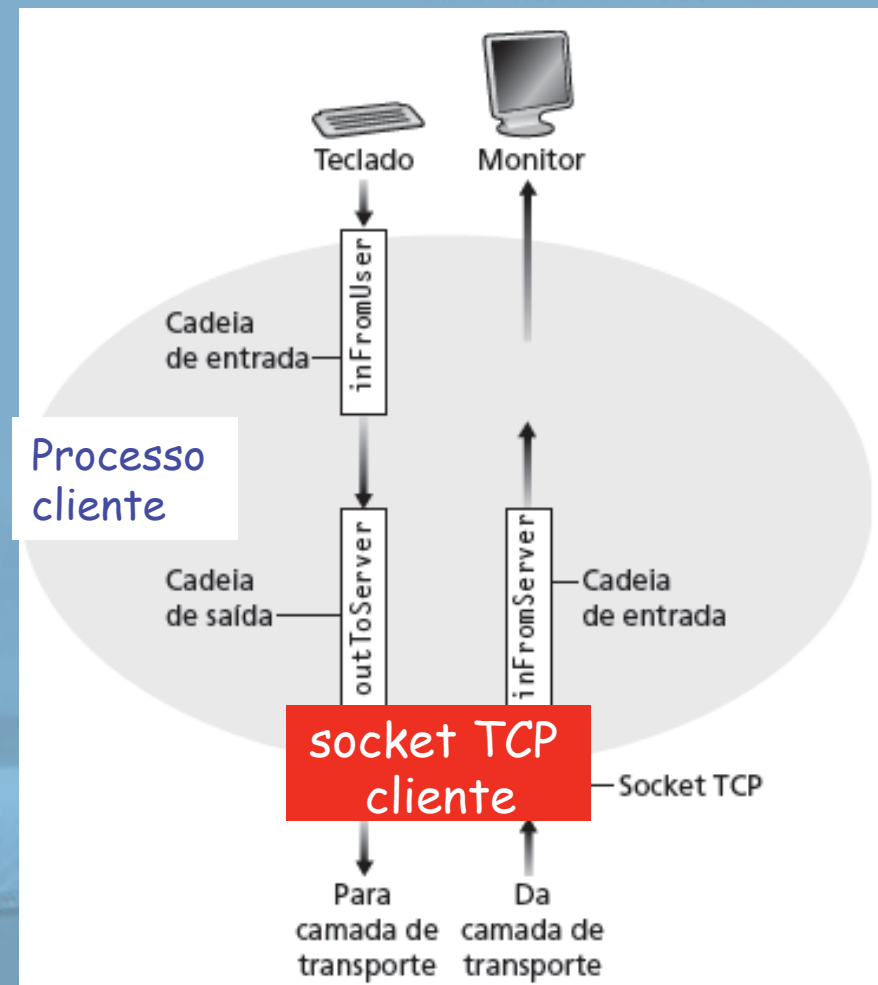 Teclado
Monitor
inFromUser
Cadeia
de entrada
Processo
cliente
Cadeia
de saída
outToServer
inFromServer
Cadeia
de entrada
socket TCP
cliente
Socket TCP
Para
camada de
transporte
Da
camada de
transporte